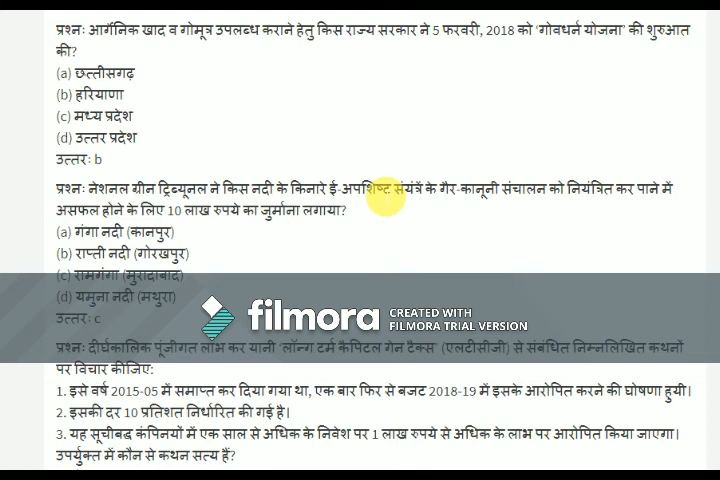 प्रश्नः आर्गेनिक खाद व गोमूत्र उपलब्ध कराने हेतु किस राज्य सरकार ने 5 फरवरी, 2018 को 'गोवर्धन योजना' की शुरुआत
की?
(a) छत्तीसगढ़
(b) हरियाणा
(c) मध्य प्रदेश
(d) उत्तर प्रदेश
उत्तरः b
प्रश्नः नेशनल ग्रीन ट्रिब्यूनल ने किस नदी के किनारे ई-अपशिष्ट संयंत्रें के गैर-कानूनी संचालन को नियंत्रित कर पाने में
असफल होने के लिए 10 लाख रुपये का जुर्माना लगाया?
(a) गंगा नदी (कानपुर)
(b) राप्ती नदी (गोरखपुर)
(c) रामगंगा (मुरादाबाद)
(d) यमुना नदी (मथुरा)
उत्तरः c
filmora
CREATED WITH
FILMORA TRIAL VERSION
प्रश्नः दीर्घकालिक पूंजीगत लाभ कर यानी 'लॉन्ग टर्म कैपिटल गेन टैक्स' (एलटीसीजी) से संबंधित निम्नलिखित कथनों
पर विचार कीजिए:
1. इसे वर्ष 2015-05 में समाप्त कर दिया गया था, एक बार फिर से बजट 2018-19 में इसके आरोपित करने की घोषणा हुयी।
2. इसकी दर 10 प्रतिशत निर्धारित की गई है।
3. यह सूचीबद्ध कंपिनयों में एक साल से अधिक के निवेश पर 1 लाख रुपये से अधिक के लाभ पर आरोपित किया जाएगा।
उपर्युक्त में कौन से कथन सत्य हैं?